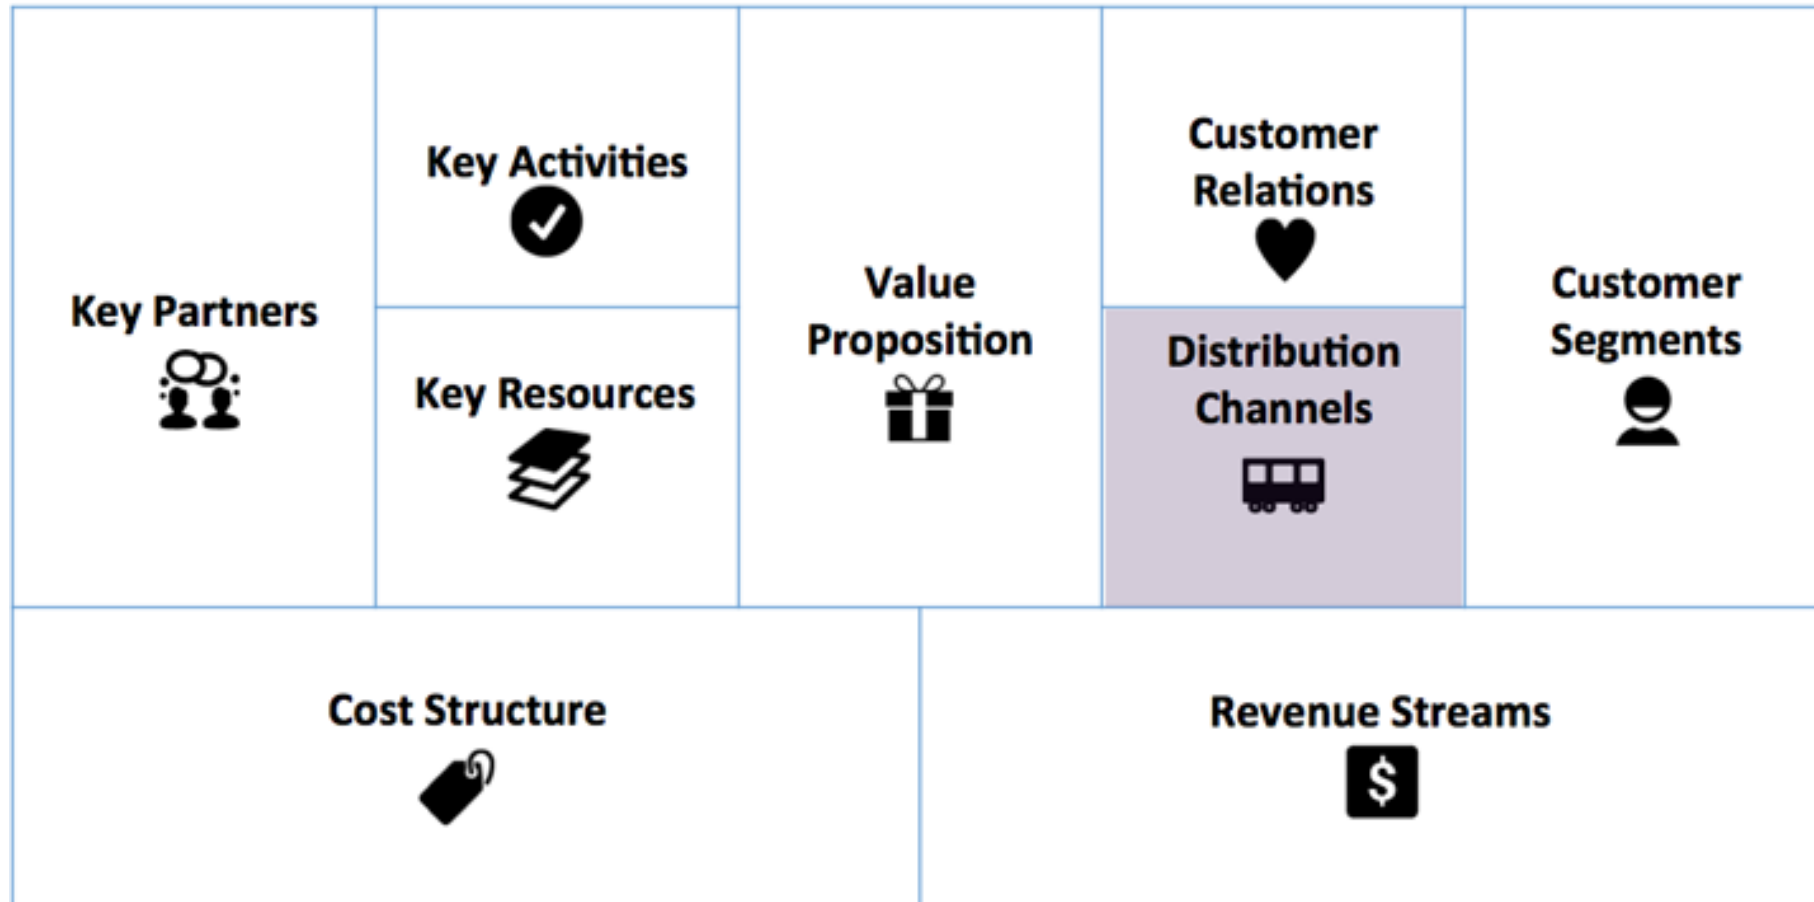 Key Partners
Key Activities
Key Resources
Value
Proposition
Customer
Relations
Distribution
Channels
Customer
Segments
Cost Structure
Revenue Streams
$